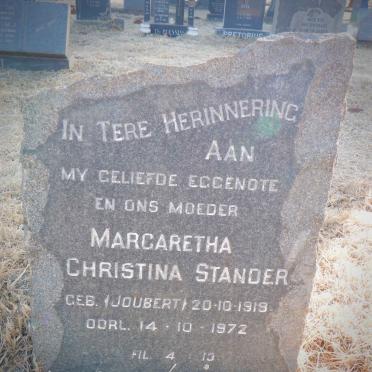 PRETORIUS
IN TERE HERINNERING
AAN
MY GELIEFDE EGGENOTE
EN ONS MOEDER
MARGARETHA
CHRISTINA STANDER
GEB. (JOUBERT) 20-10-1919
OORL. 14-10-1972
FIL. 4 : 13